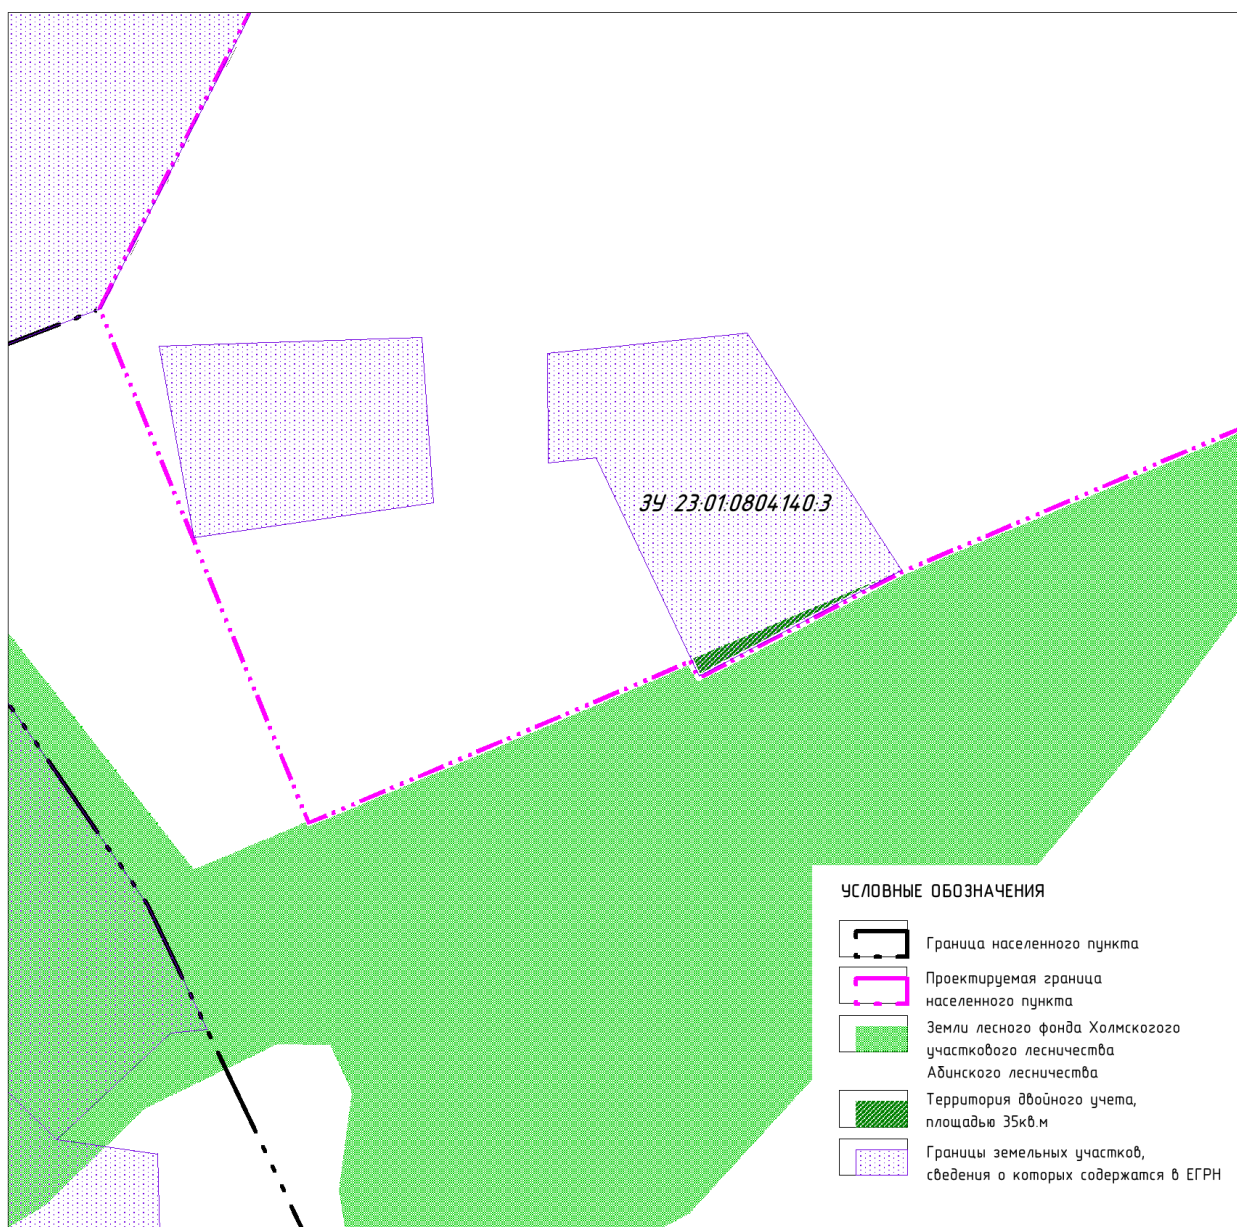 ЗУ 23:01:0804140:3
УСЛОВНЫЕ ОБОЗНАЧЕНИЯ
Граница населенного пункта
Проектируемая граница
населенного пункта
Земли лесного фонда Холмскогого
участкового лесничества
Абинского лесничества
Территория двойного учета,
площадью 35кв.м
Границы земельных участков,
сведения о которых содержатся в ЕГРН